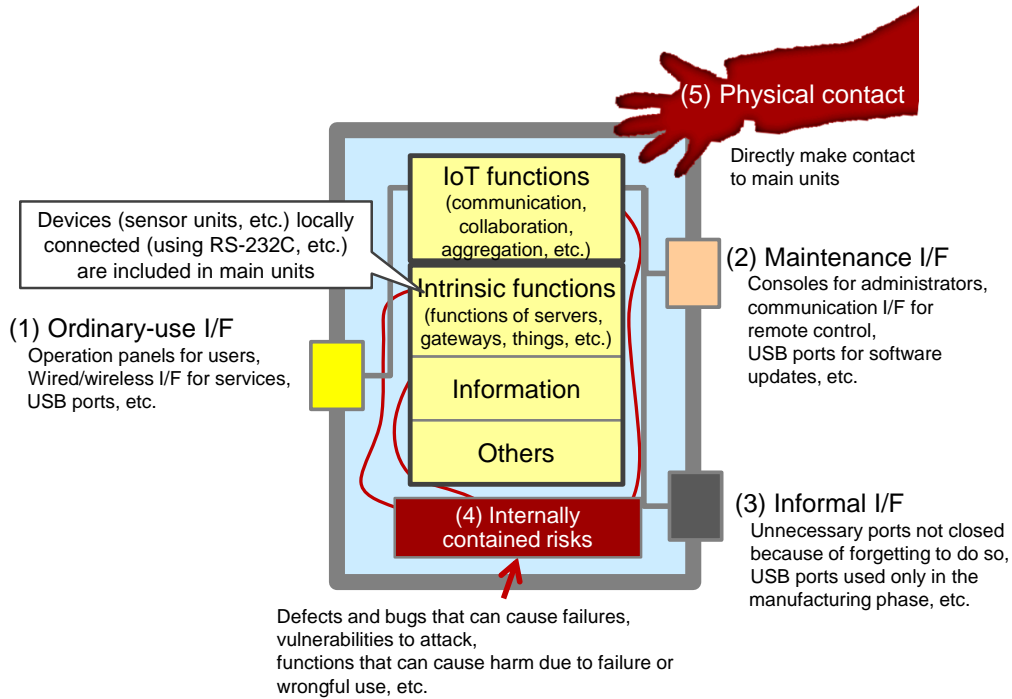 (5) Physical contact
Directly make contact
to main units
IoT functions
(communication,
collaboration,
aggregation, etc.)
Devices (sensor units, etc.) locally
connected (using RS-232C, etc.)
are included in main units
(2) Maintenance I/F
Consoles for administrators,
communication I/F for
remote control,
USB ports for software
updates, etc.
Intrinsic functions
(functions of servers,
gateways, things, etc.)
(1) Ordinary-use I/F
Operation panels for users,
Wired/wireless I/F for services,
USB ports, etc.
Information
Others
(4) Internally
contained risks
(3) Informal I/F
Unnecessary ports not closed
because of forgetting to do so,
USB ports used only in the
manufacturing phase, etc.
Defects and bugs that can cause failures,
vulnerabilities to attack,
functions that can cause harm due to failure or
wrongful use, etc.